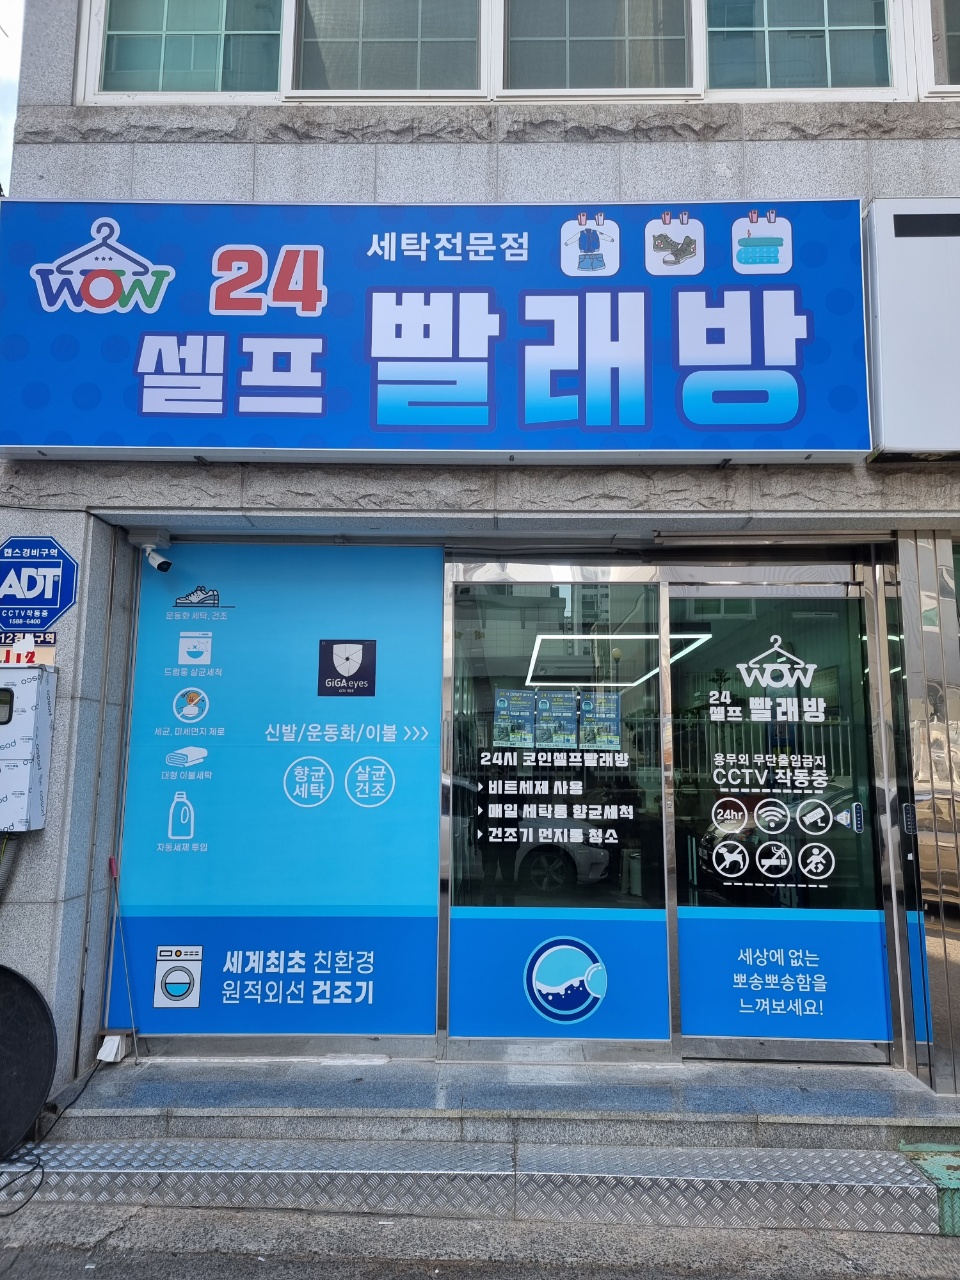 WOW
24
세탁전문점
셀프 빨래방
캡스경비구역
ADT
CCTV작동중
1588-6400
운동화 세탁, 건조
드럼통 살균세척
세균, 미세먼지 제로
대형 이불세탁
자동세제 투입
GiGA eyes
신발/운동화/이불 >>>
항균
세탁
살균
건조
세계최초 친환경
원적외선 건조기
24시 코인셀프빨래방
비트세제 사용
매일 세탁통 항균세척
건조기 먼지통 청소
WOW
24
셀프 빨래방
용무외 무단출입금지
CCTV 작동중
24hr
세상에 없는
뽀송뽀송함을
느껴보세요!